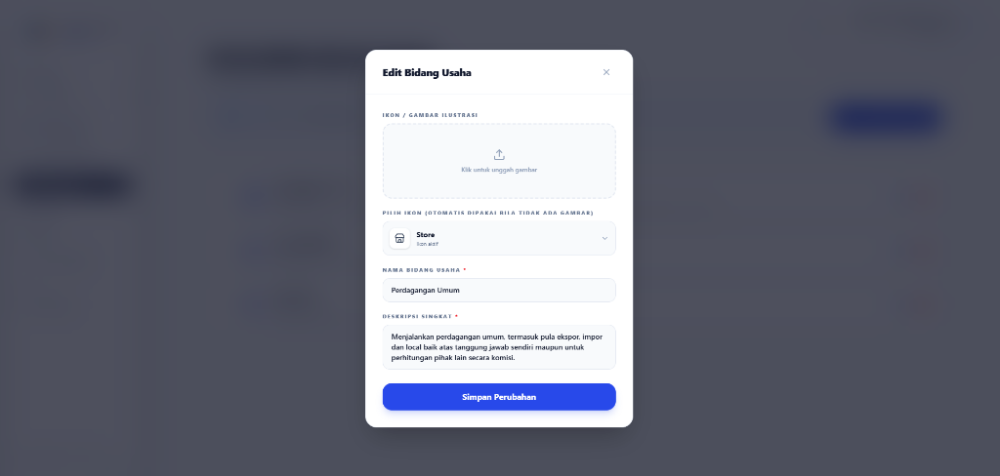 Edit Bidang Usaha
IKON / GAMBAR ILUSTRASI
Klik untuk unggah gambar
PILIH IKON (OTOMATIS DIPAKAI BILA TIDAK ADA GAMBAR)
Store
Ikon aktif
NAMA BIDANG USAHA *
Perdagangan Umum
DESKRIPSI SINGKAT *
Menjalankan perdagangan umum, termasuk pula ekspor, impor
dan local baik atas tanggung jawab sendiri maupun untuk
perhitungan pihak lain secara komisi.
Simpan Perubahan